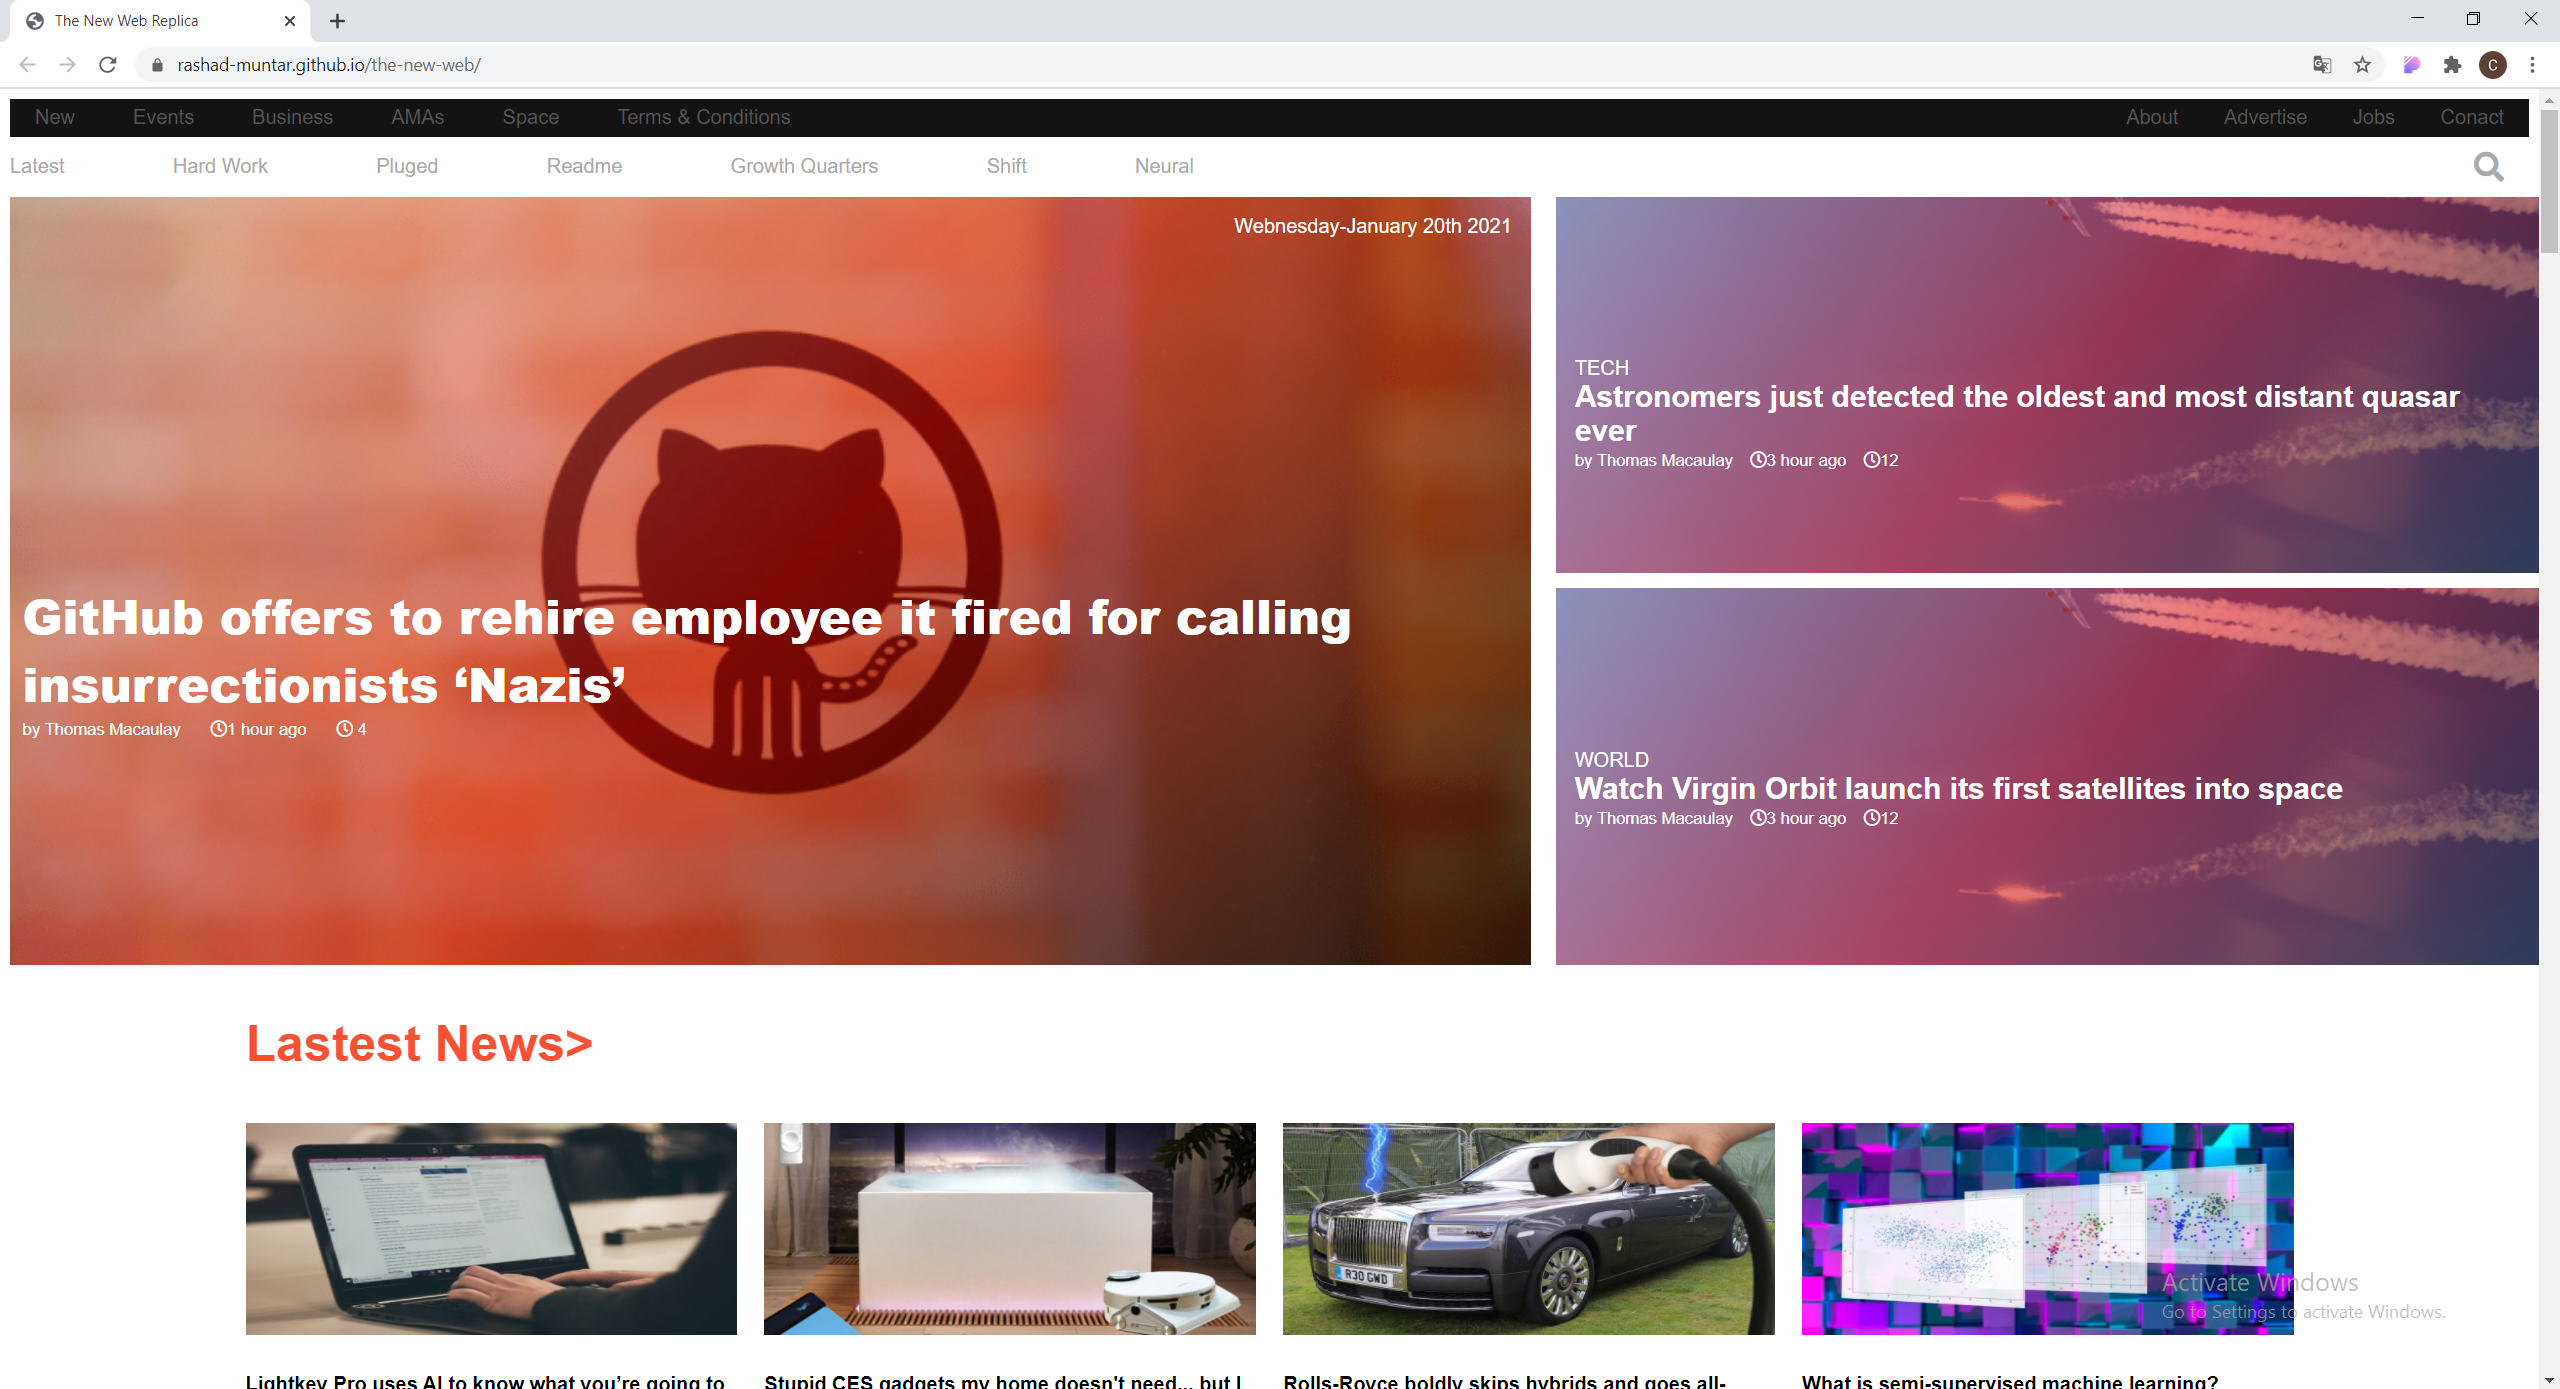 The New Web Replica
rashad-muntar.github.io/the-new-web/
C
New Events Business AMAs Space Terms & Conditions About Advertise Jobs Conact
Latest Hard Work Pluged Readme Growth Quarters Shift Neural
Webnesday-January 20th 2021
GitHub offers to rehire employee it fired for calling
insurrectionists ‘Nazis’
by Thomas Macaulay 1 hour ago 4
TECH
Astronomers just detected the oldest and most distant quasar
ever
by Thomas Macaulay 3 hour ago 12
WORLD
Watch Virgin Orbit launch its first satellites into space
by Thomas Macaulay 3 hour ago 12
Lastest News>
R30 GWD
Activate Windows
Go to Settings to activate Windows.
Lightkey Pro uses AI to know what you’re going to
Stupid CES gadgets my home doesn't need... but I
Rolls-Royce boldly skips hybrids and goes all-
What is semi-supervised machine learning?